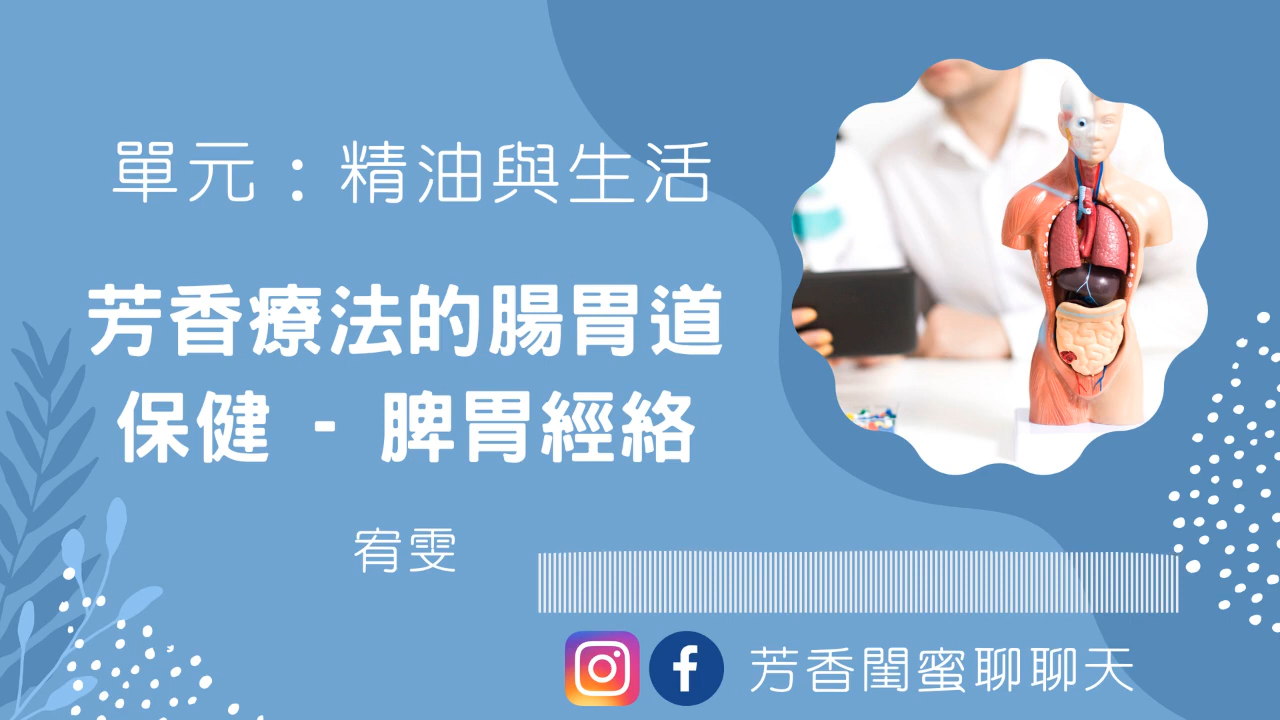 單元：精油與生活
芳香療法的腸胃道
保健 - 脾胃經絡
宥雯
芳香閨蜜聊聊天